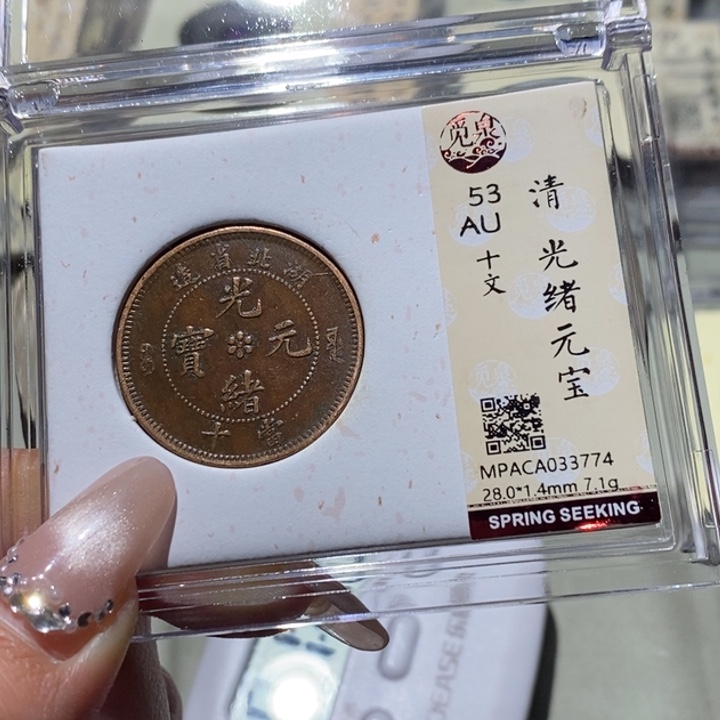 湖北省造
光緒元寶
當十
觅泉
53
AU
十文
清
光绪元宝
MPACA033774
28.0*1.4mm 7.1g
SPRING SEEKING